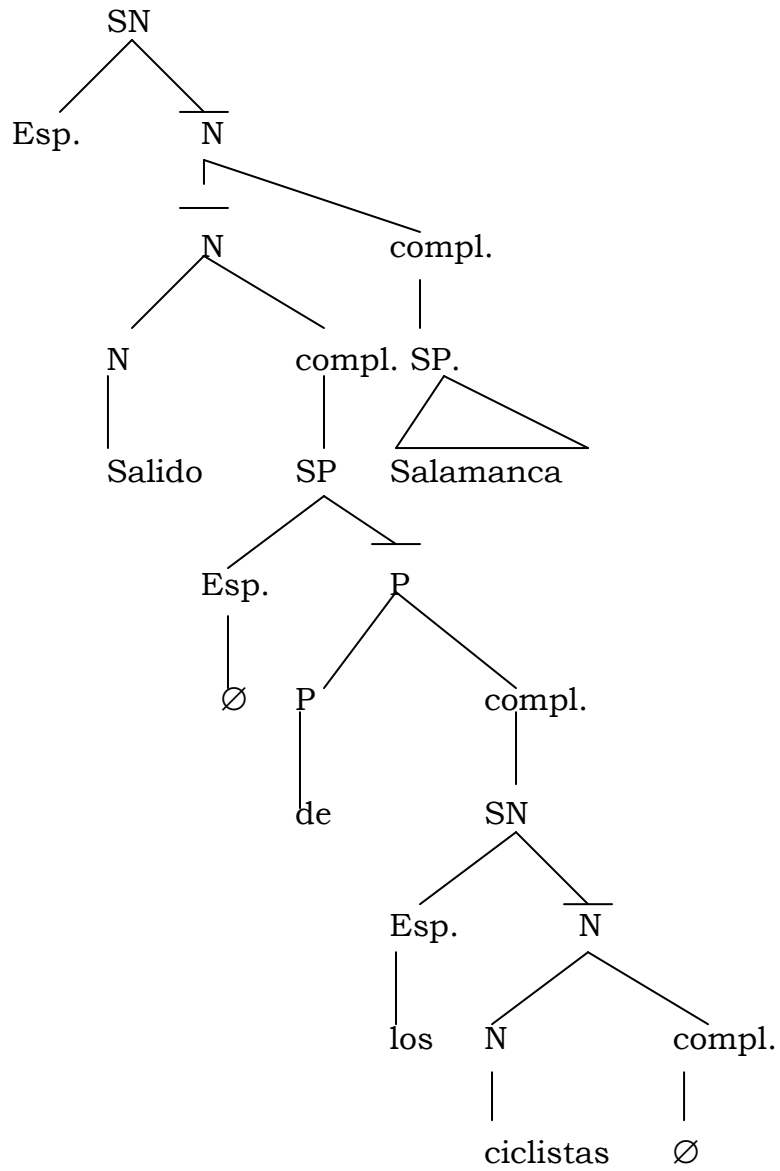 SN
Esp. N
N compl.
N compl. SP.
Salido SP Salamanca
Esp. P
∅ P compl.
de SN
Esp. N
los N compl.
ciclistas ∅